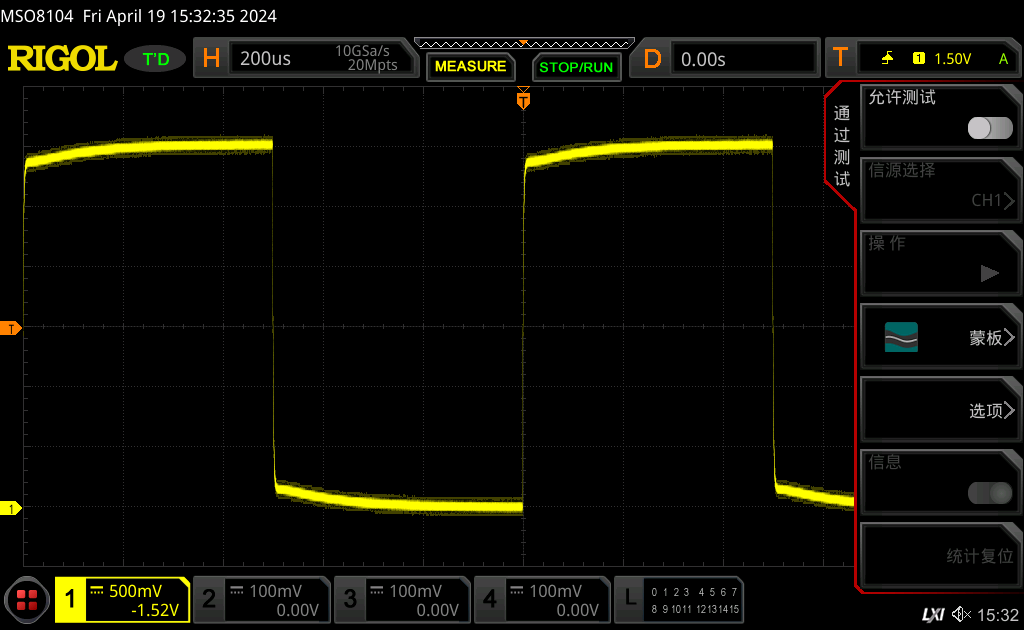 MSO8104 Fri April 19 15:32:35 2024
RIGOL
T'D
H
200us
10GSa/s
20Mpts
MEASURE
STOP/RUN
D
0.00s
T
1
1.50V
A
T
通过测试
允许测试
信源选择
CH1
操 作
T
蒙板
选项
信息
1
统计复位
1
500mV
-1.52V
2
100mV
0.00V
3
100mV
0.00V
4
100mV
0.00V
L
0 1 2 3 4 5 6 7
8 9 10 11 12 13 14 15
LXI
15:32